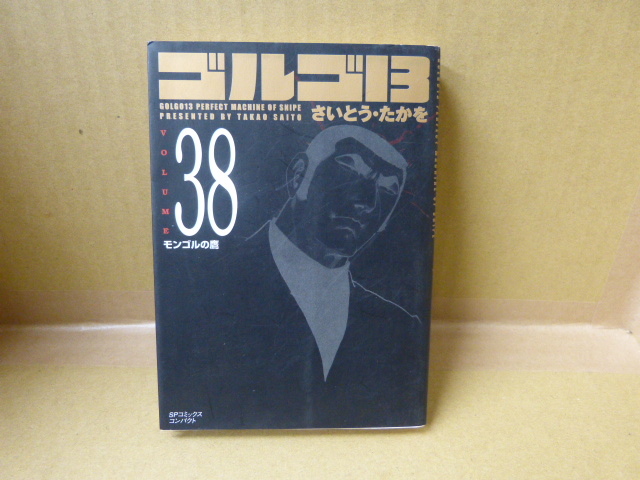 ゴルゴ13
GOLGO13 PERFECT MACHINE OF SNIPE
PRESENTED BY TAKAO SAITO
さいとう・たかを
VOLUME
38
モンゴルの鷹
SPコミックス
コンパクト